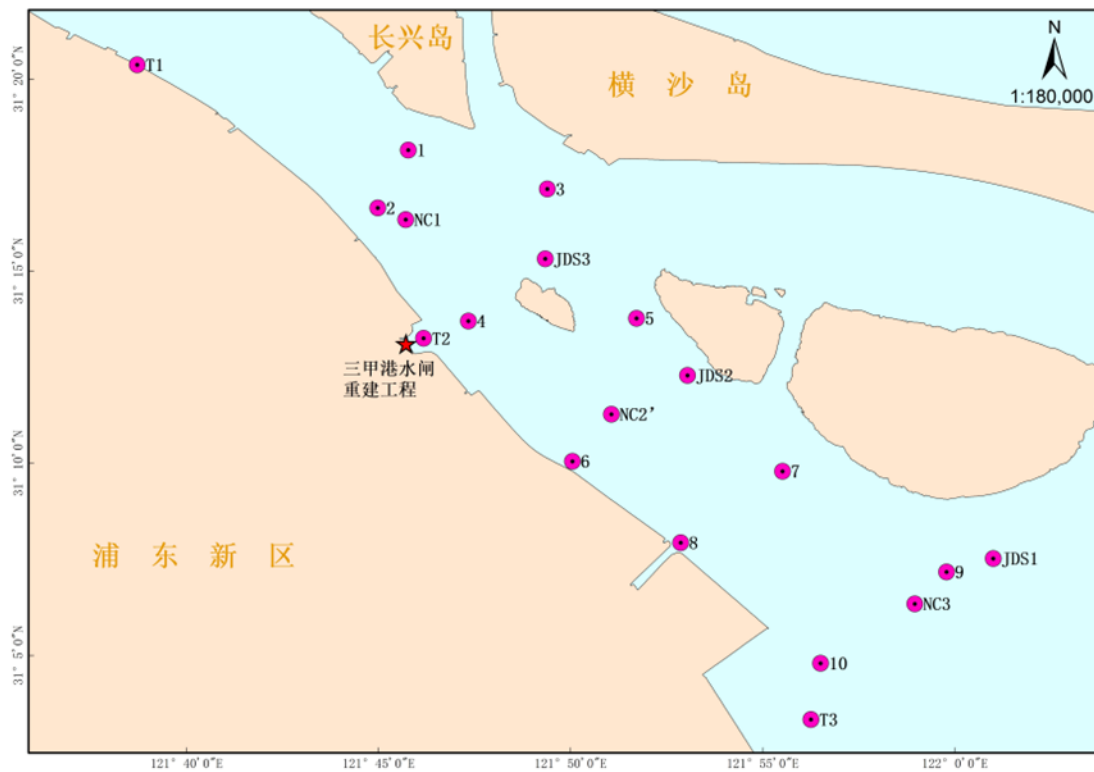 长兴岛
N
横 沙 岛
1:180,000
T1
31° 20′ 0″N
1
3
2
NC1
JDS3
31° 15′ 0″N
4
5
T2
三甲港水闸
重建工程
JDS2
NC2'
6
7
31° 10′ 0″N
浦 东 新 区
8
JDS1
9
NC3
10
31° 5′ 0″N
T3
121° 40′ 0″E
121° 45′ 0″E
121° 50′ 0″E
121° 55′ 0″E
122° 0′ 0″E